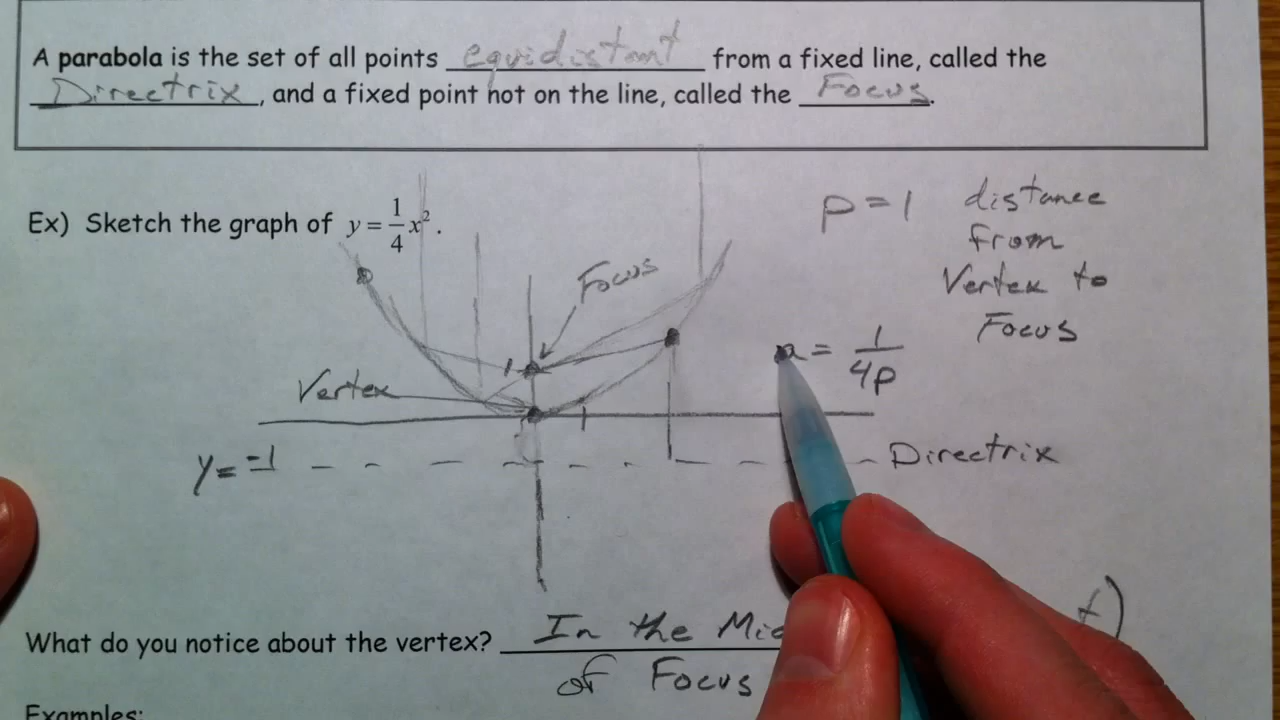 A parabola is the set of all points equidistant from a fixed line, called the
Directrix, and a fixed point not on the line, called the Focus.
Ex) Sketch the graph of y = 1/4 x².
p = 1 distance
from
Vertex to
Focus
Focus
1
a = 1/4p
Vertex
1
y = -1
Directrix
What do you notice about the vertex? In the
of Focus
Examples: